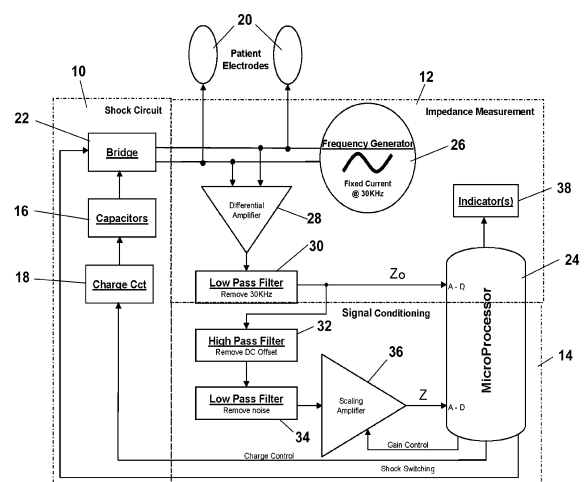 20
Patient
Electrodes
10
12
Shock Circuit
Impedance Measurement
22
Bridge
Frequency Generator
Fixed Current
@ 30KHz
26
38
Indicator(s)
16
Capacitors
Differential
Amplifier
28
18
Charge Cct
30
Low Pass Filter
Remove 30KHz
Zo
A - D
24
MicroProcessor
Signal Conditioning
32
High Pass Filter
Remove DC Offset
36
14
Low Pass Filter
Remove noise
34
Scaling
Amplifier
Z
A - D
Gain Control
Charge Control
Shock Switching